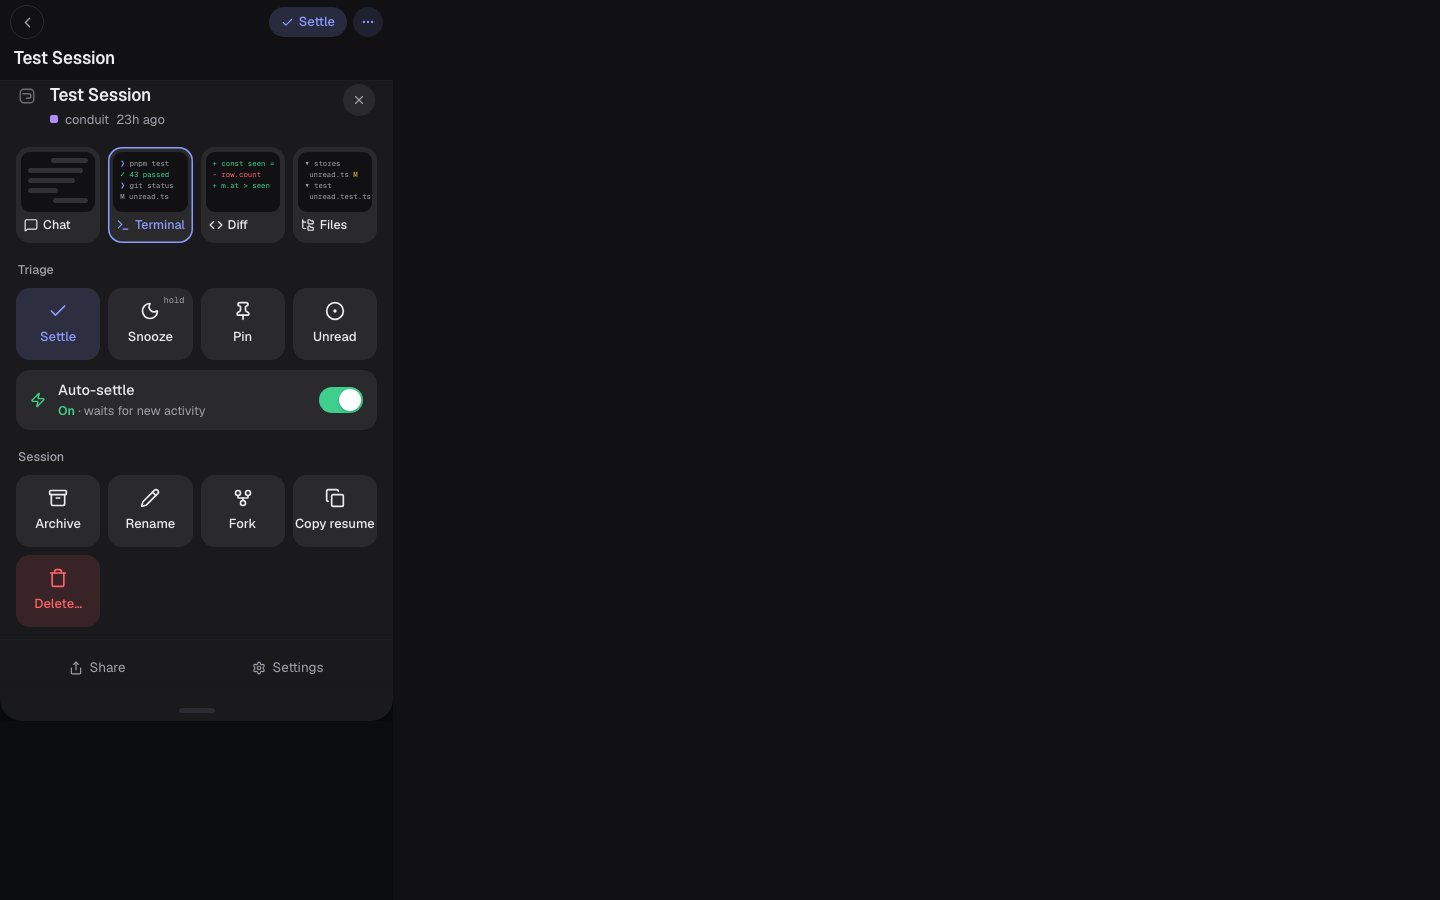 Settle
Test Session
Test Session
conduit 23h ago
❯ pnpm test
✓ 43 passed
❯ git status
M unread.ts
+ const seen =
- row.count
+ m.at > seen
▾ stores
unread.ts M
▾ test
unread.test.ts
Chat
Terminal
Diff
Files
Triage
Settle
hold
Snooze
Pin
Unread
Auto-settle
On · waits for new activity
Session
Archive
Rename
Fork
Copy resume
Delete…
Share
Settings